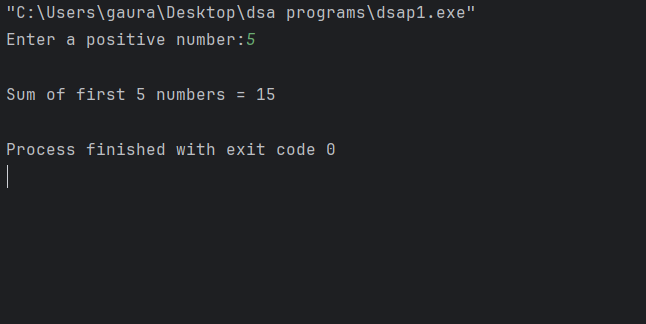 "C:\Users\gaura\Desktop\dsa programs\dsap1.exe"
Enter a positive number:5
Sum of first 5 numbers = 15
Process finished with exit code 0